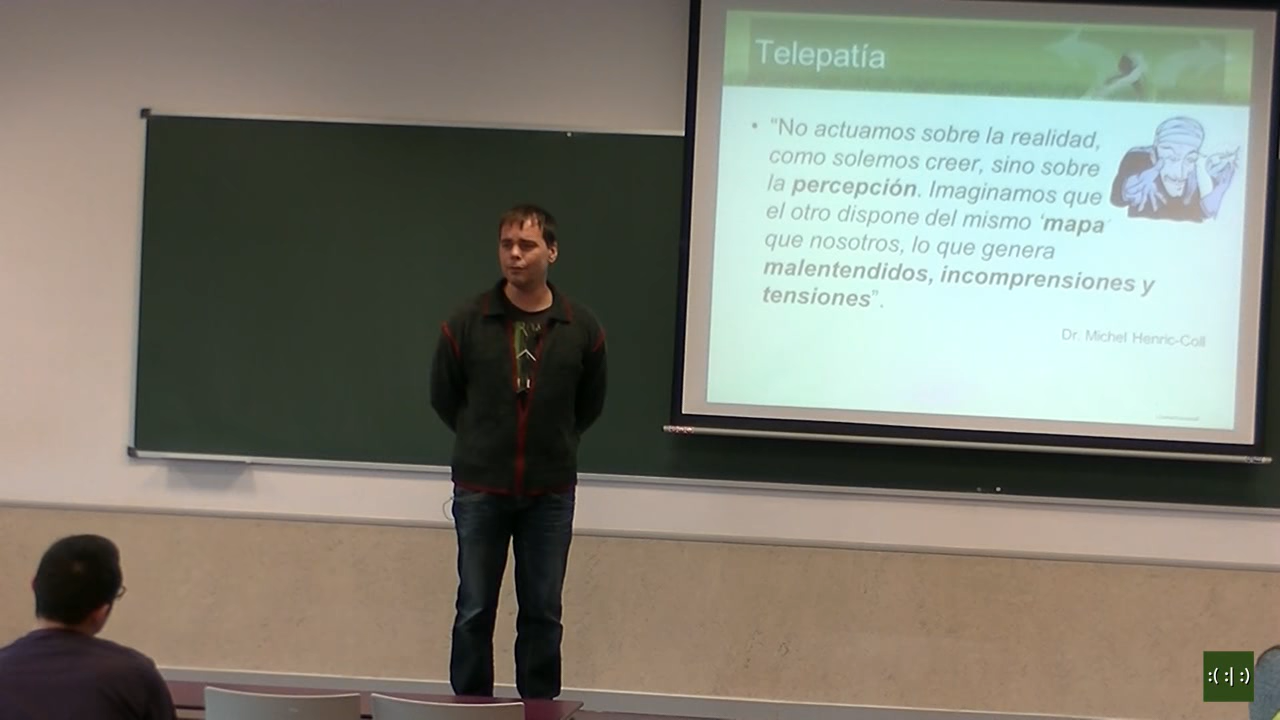 Telepatía
• “No actuamos sobre la realidad,
como solemos creer, sino sobre
la percepción. Imaginamos que
el otro dispone del mismo ‘mapa’
que nosotros, lo que genera
malentendidos, incomprensiones y
tensiones”.
Dr. Michel Henric-Coll
:( :| :)